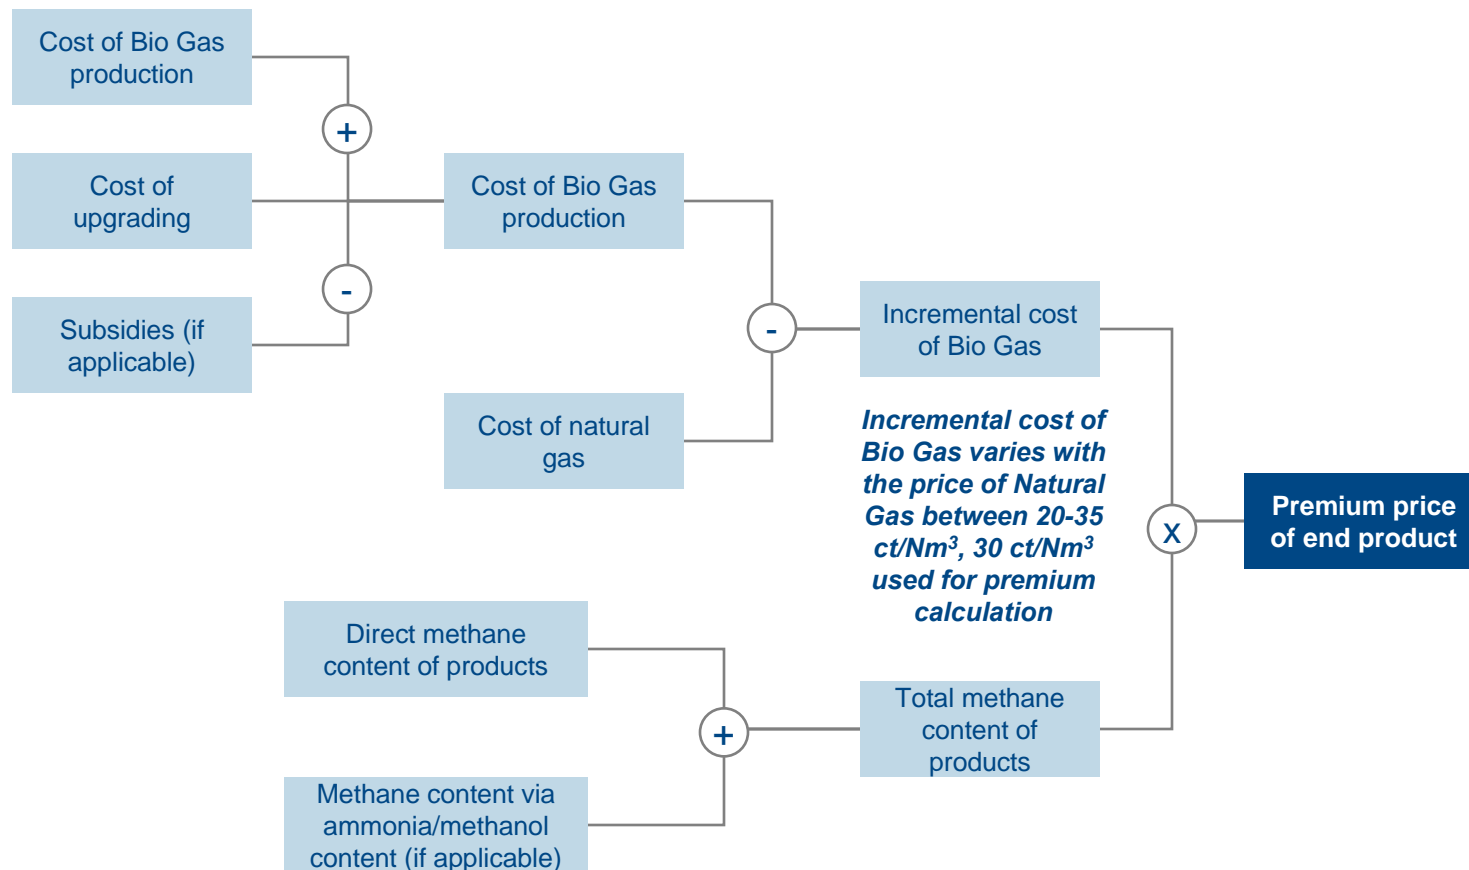 Cost of Bio Gas
production
+
Cost of
upgrading
-
Subsidies (if
applicable)
Cost of Bio Gas
production
Cost of natural
gas
-
Incremental cost
of Bio Gas
Incremental cost of
Bio Gas varies with
the price of Natural
Gas between 20-35
ct/Nm³, 30 ct/Nm³
used for premium
calculation
Direct methane
content of products
+
Methane content via
ammonia/methanol
content (if applicable)
Total methane
content of
products
x
Premium price
of end product